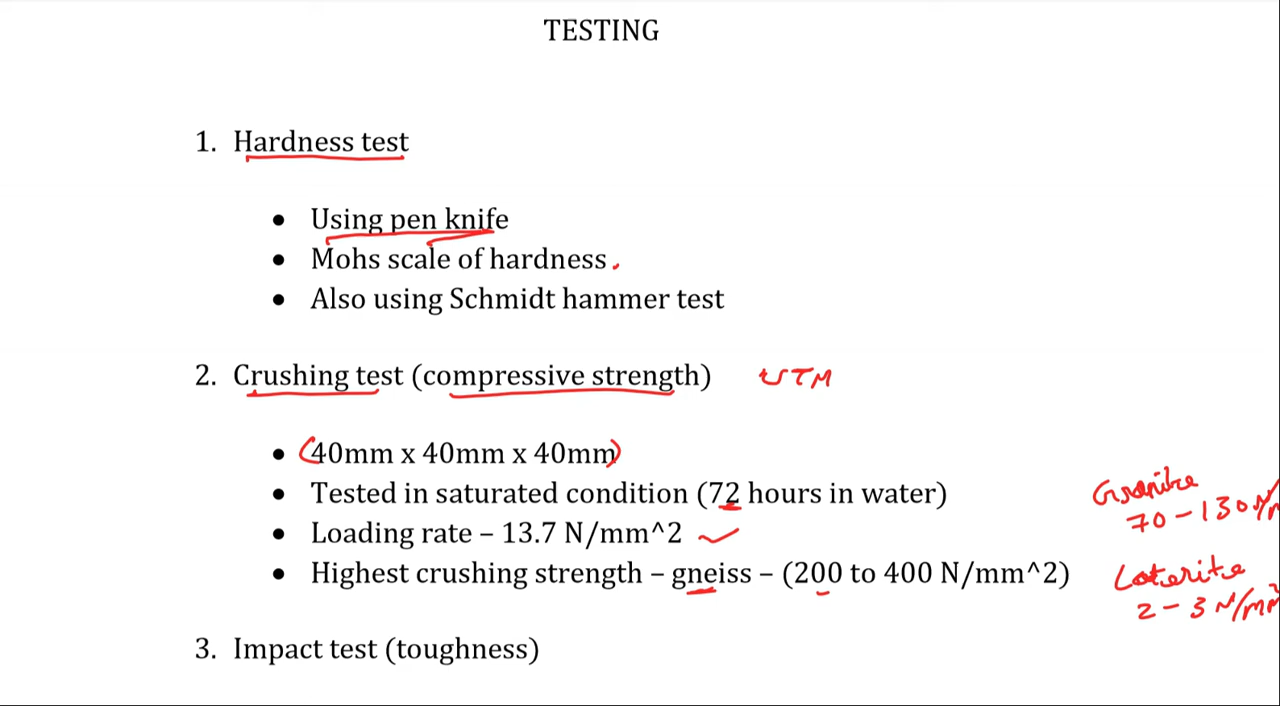 TESTING
1. Hardness test
• Using pen knife
• Mohs scale of hardness.
• Also using Schmidt hammer test
2. Crushing test (compressive strength) UTM
• (40mm x 40mm x 40mm)
• Tested in saturated condition (72 hours in water)
Granite
70 - 130 N/m
• Loading rate – 13.7 N/mm^2
• Highest crushing strength – gneiss – (200 to 400 N/mm^2)
Laterite
2 - 3 N/mm²
3. Impact test (toughness)